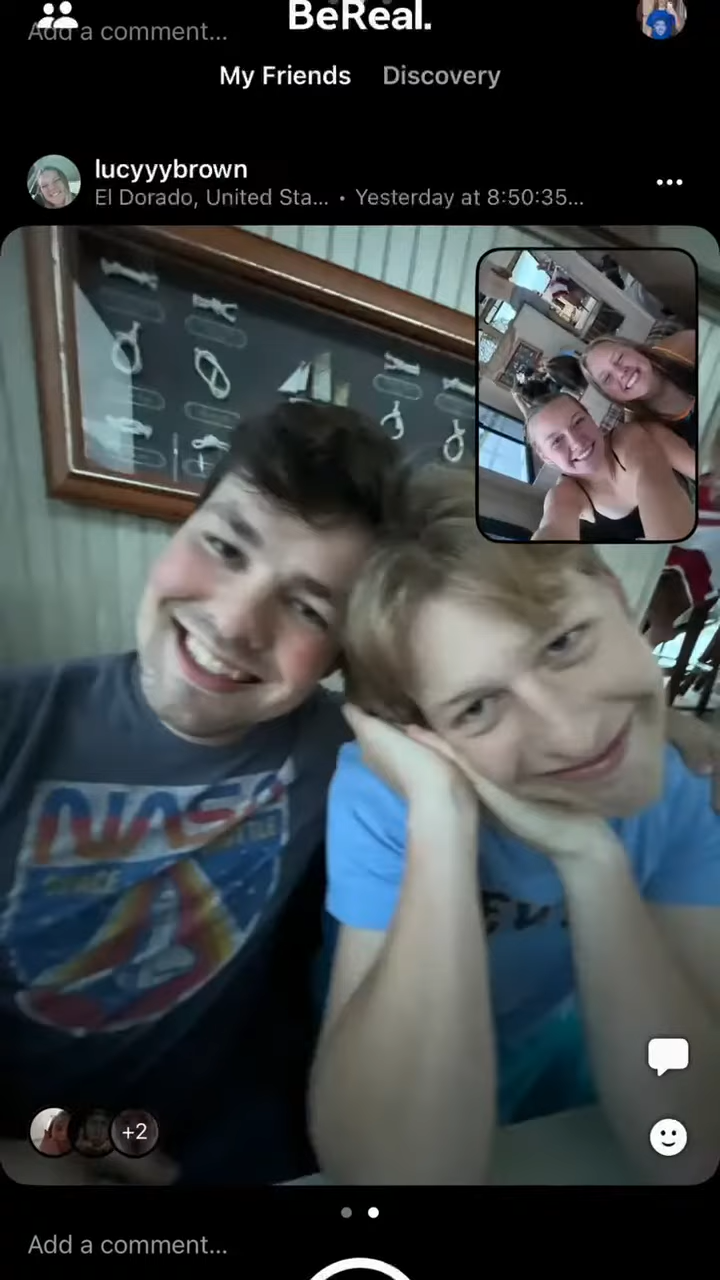 Add a comment...
BeReal.
My Friends Discovery
lucyyybrown
El Dorado, United Sta... • Yesterday at 8:50:35...
NASA
SPACE
+2
Add a comment...